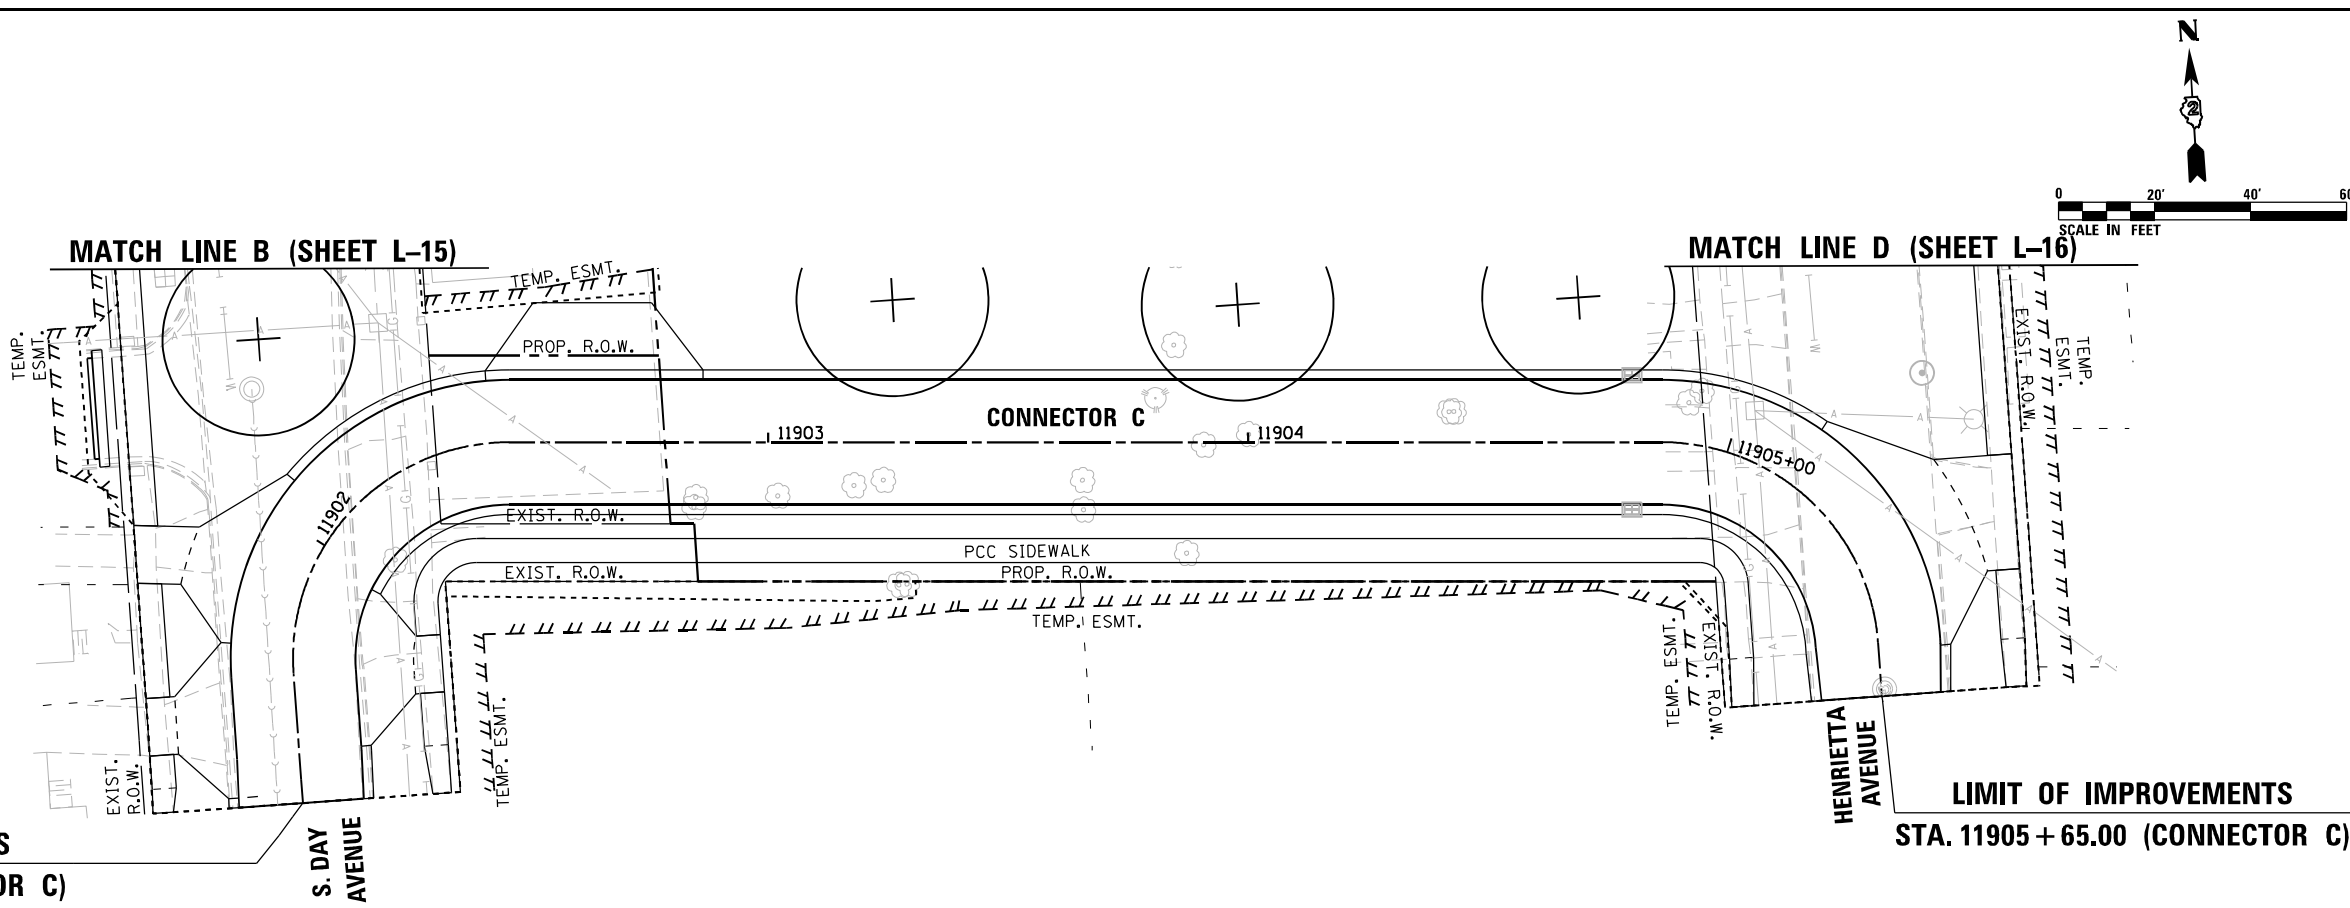 N
2
0 20' 40' 60
SCALE IN FEET
MATCH LINE B (SHEET L-15)
MATCH LINE D (SHEET L-16)
TEMP. ESMT.
TEMP.
ESMT.
PROP. R.O.W.
EXIST. R.O.W.
TEMP.
ESMT.
CONNECTOR C
11903
11904
11905+00
11902
EXIST. R.O.W.
PCC SIDEWALK
EXIST. R.O.W.
PROP. R.O.W.
TEMP. ESMT.
TEMP. ESMT.
EXIST. R.O.W.
TEMP. ESMT.
EXIST.
R.O.W.
HENRIETTA
AVENUE
LIMIT OF IMPROVEMENTS
STA. 11905+65.00 (CONNECTOR C)
S
OR C)
S. DAY
AVENUE